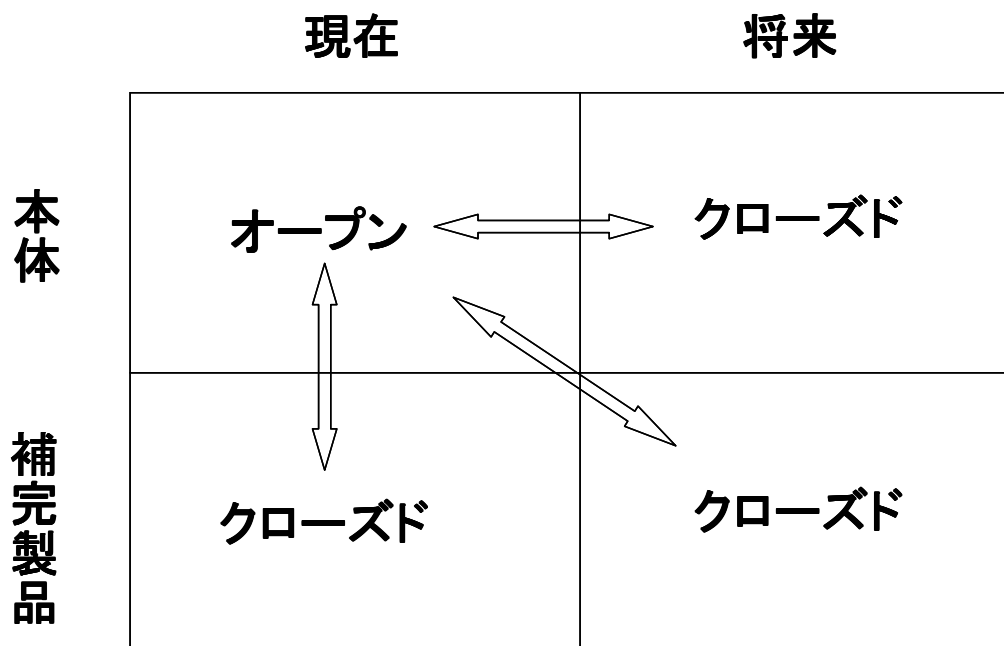 現在
将来
本体
オープン
クローズド
補完製品
クローズド
クローズド